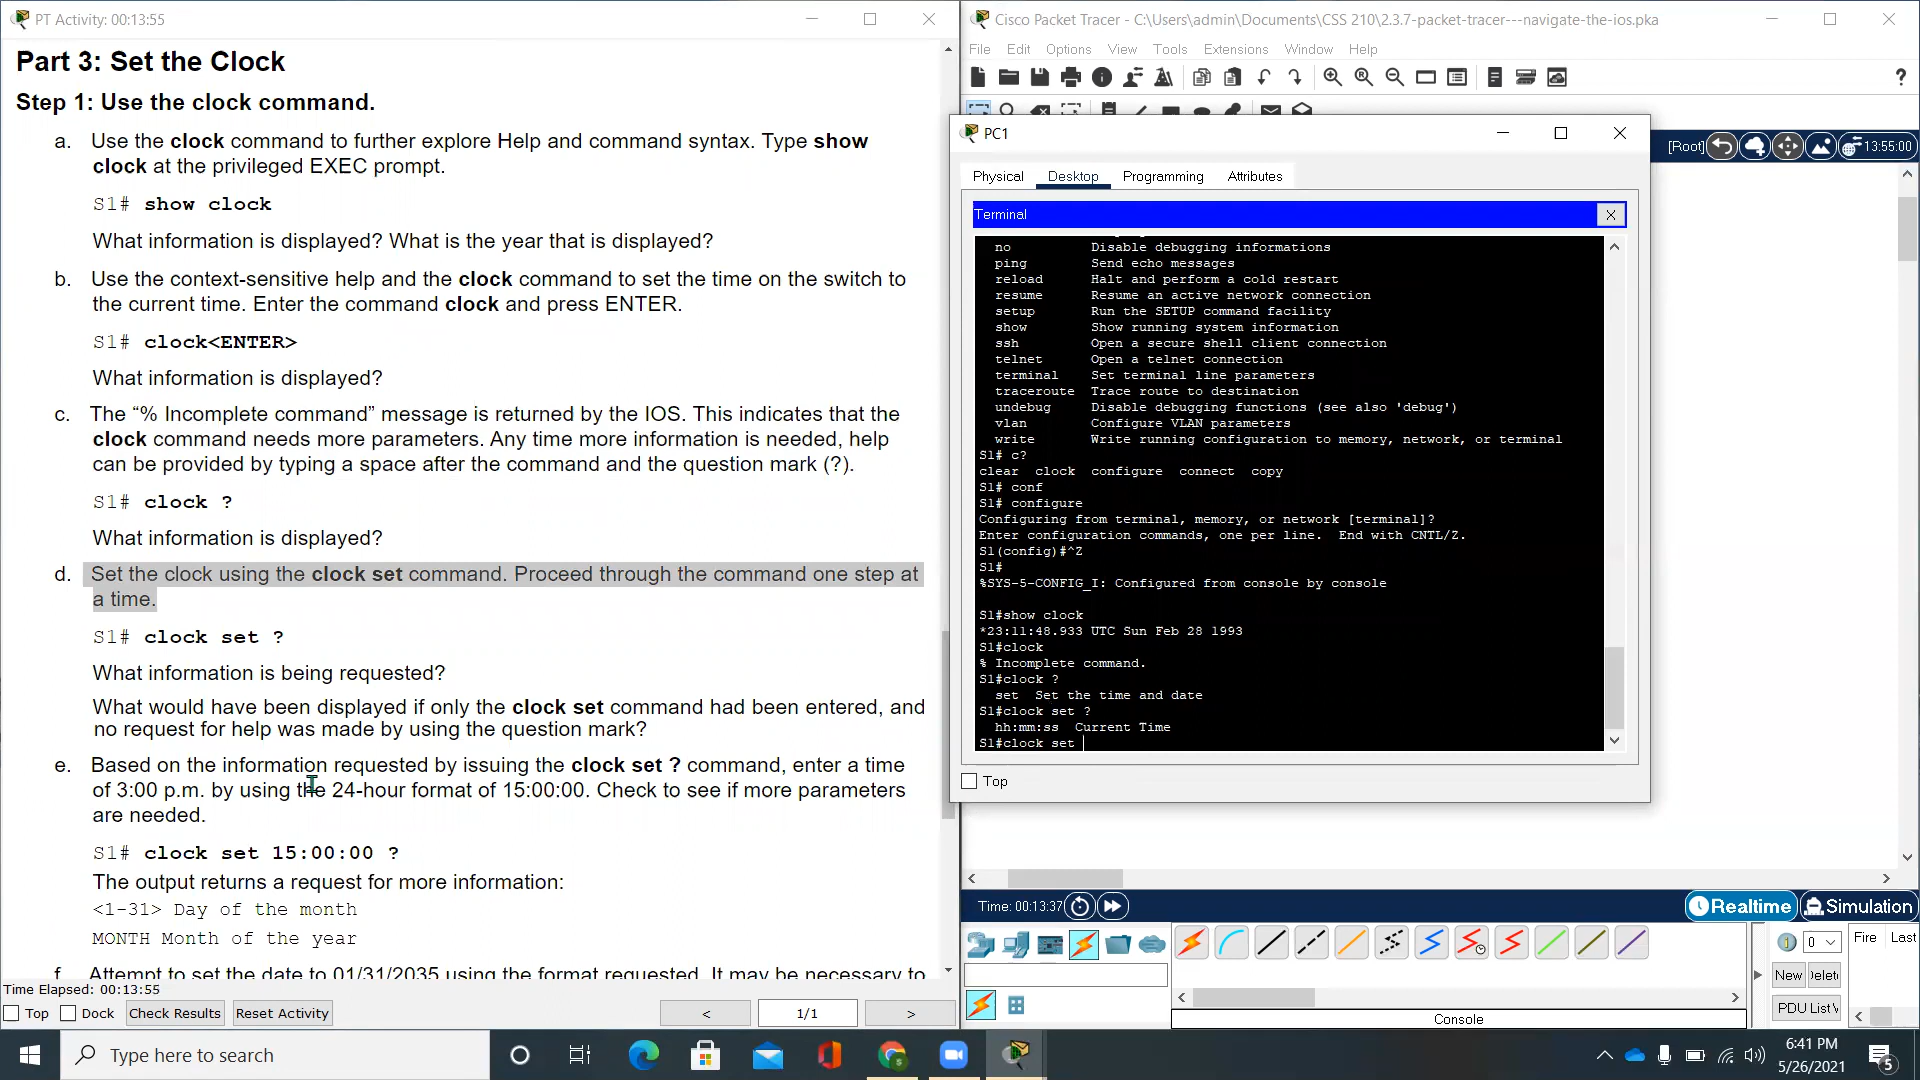 PT Activity: 00:13:55
Part 3: Set the Clock
Step 1: Use the clock command.
a. Use the clock command to further explore Help and command syntax. Type show
clock at the privileged EXEC prompt.
S1# show clock
What information is displayed? What is the year that is displayed?
b. Use the context-sensitive help and the clock command to set the time on the switch to
the current time. Enter the command clock and press ENTER.
S1# clock<ENTER>
What information is displayed?
c. The “% Incomplete command” message is returned by the IOS. This indicates that the
clock command needs more parameters. Any time more information is needed, help
can be provided by typing a space after the command and the question mark (?).
S1# clock ?
What information is displayed?
d. Set the clock using the clock set command. Proceed through the command one step at
a time.
S1# clock set ?
What information is being requested?
What would have been displayed if only the clock set command had been entered, and
no request for help was made by using the question mark?
e. Based on the information requested by issuing the clock set ? command, enter a time
of 3:00 p.m. by using the 24-hour format of 15:00:00. Check to see if more parameters
are needed.
S1# clock set 15:00:00 ?
The output returns a request for more information:
<1-31> Day of the month
MONTH Month of the year
f. Attempt to set the date to 01/31/2035 using the format requested. It may be necessary to
Time Elapsed: 00:13:55
Top Dock Check Results Reset Activity < 1/1 >
Cisco Packet Tracer - C:\Users\admin\Documents\CSS 210\2.3.7-packet-tracer---navigate-the-ios.pka
File Edit Options View Tools Extensions Window Help
?
[Root] 13:55:00
PC1
Physical Desktop Programming Attributes
Terminal X
no Disable debugging informations
ping Send echo messages
reload Halt and perform a cold restart
resume Resume an active network connection
setup Run the SETUP command facility
show Show running system information
ssh Open a secure shell client connection
telnet Open a telnet connection
terminal Set terminal line parameters
traceroute Trace route to destination
undebug Disable debugging functions (see also 'debug')
vlan Configure VLAN parameters
write Write running configuration to memory, network, or terminal
S1# c?
clear clock configure connect copy
S1# conf
S1# configure
Configuring from terminal, memory, or network [terminal]?
Enter configuration commands, one per line. End with CNTL/Z.
S1(config)#^Z
S1#
%SYS-5-CONFIG_I: Configured from console by console
S1#show clock
*23:11:48.933 UTC Sun Feb 28 1993
S1#clock
% Incomplete command.
S1#clock ?
set Set the time and date
S1#clock set ?
hh:mm:ss Current Time
S1#clock set
Top
Time: 00:13:37
Realtime Simulation
0 Fire Last
New Delete
PDU List
Console
Type here to search
6:41 PM
5/26/2021
5